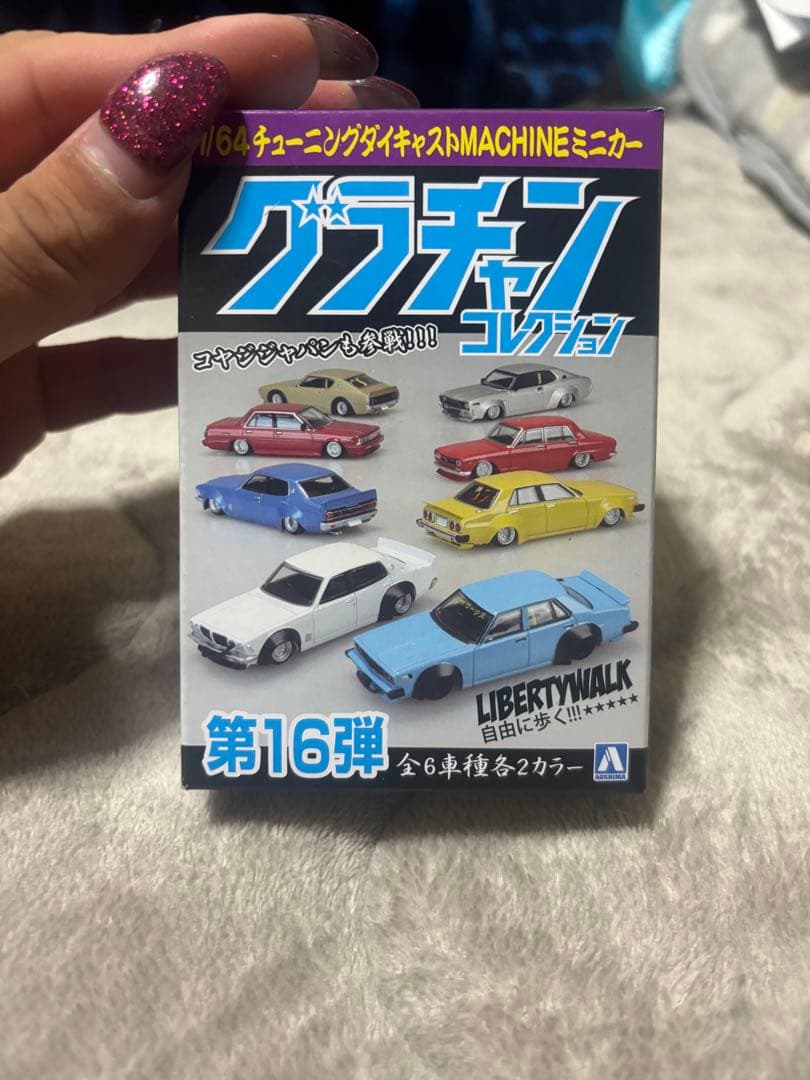 1/64チューニングダイキャストMACHINEミニカー
グラチャン
コレクション
コヤジジャパンも参戦!!!
LIBERTYWALK
自由に歩く!!!★★★★★
第16弾
全6車種各2カラー
AOSHIMA